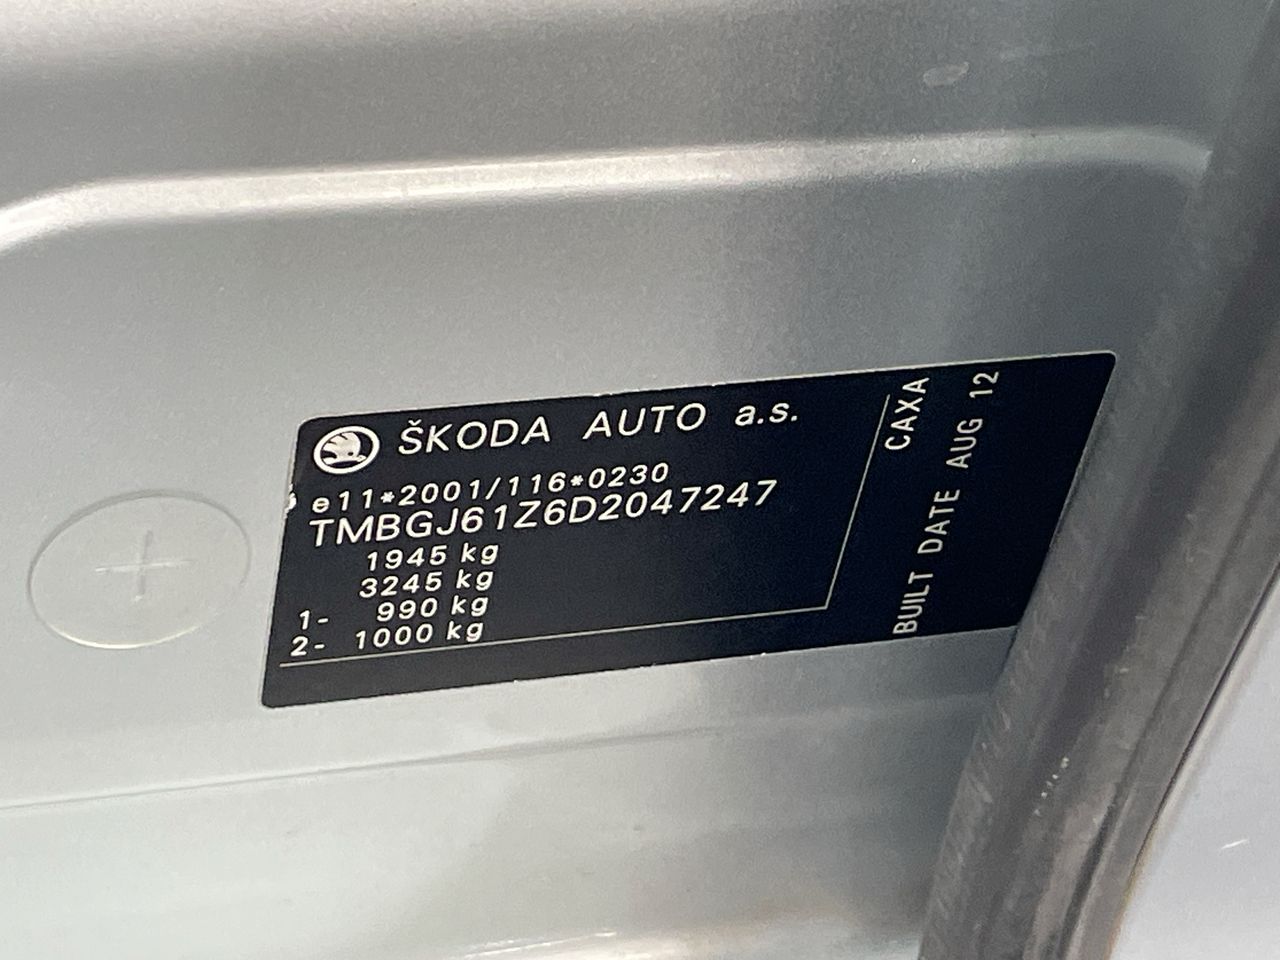 ŠKODA AUTO a.s.
e11*2001/116*0230
TMBGJ61Z6D2047247
1945 kg
3245 kg
1- 990 kg
2- 1000 kg
CAXA
BUILT DATE AUG 12